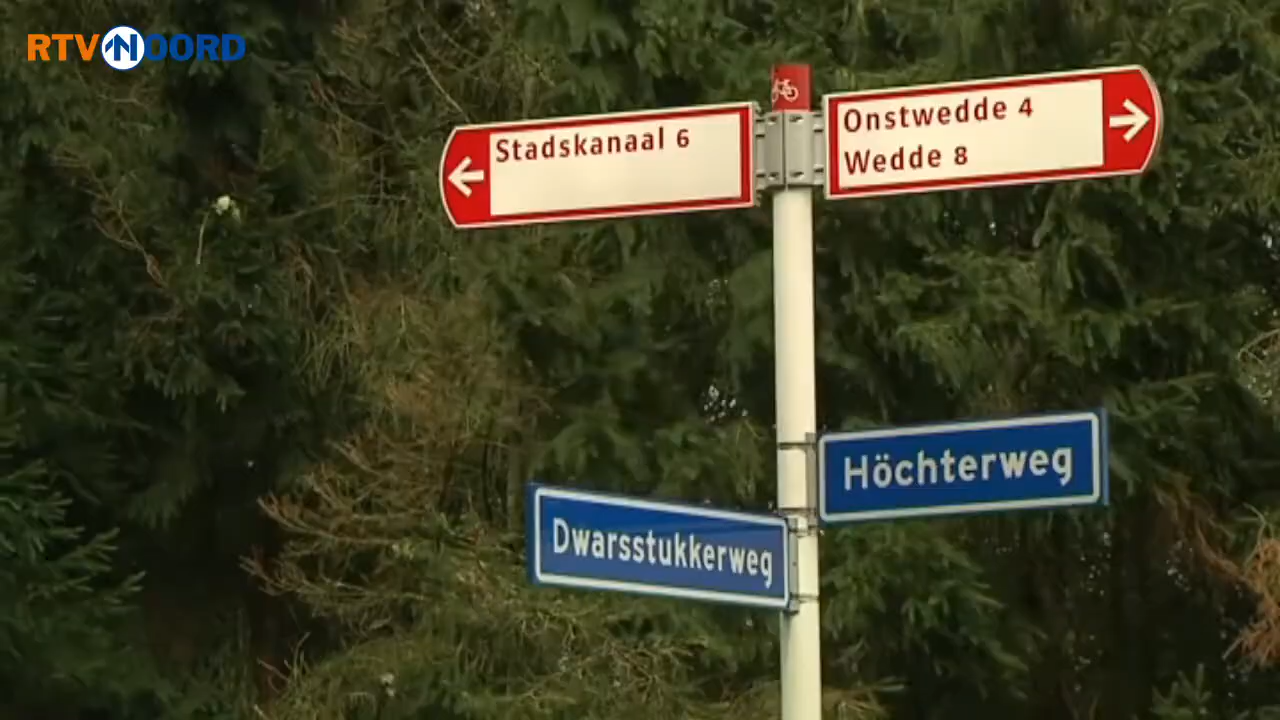 RTV NOORD
Stadskanaal 6
Onstwedde 4
Wedde 8
Höchterweg
Dwarsstukkerweg